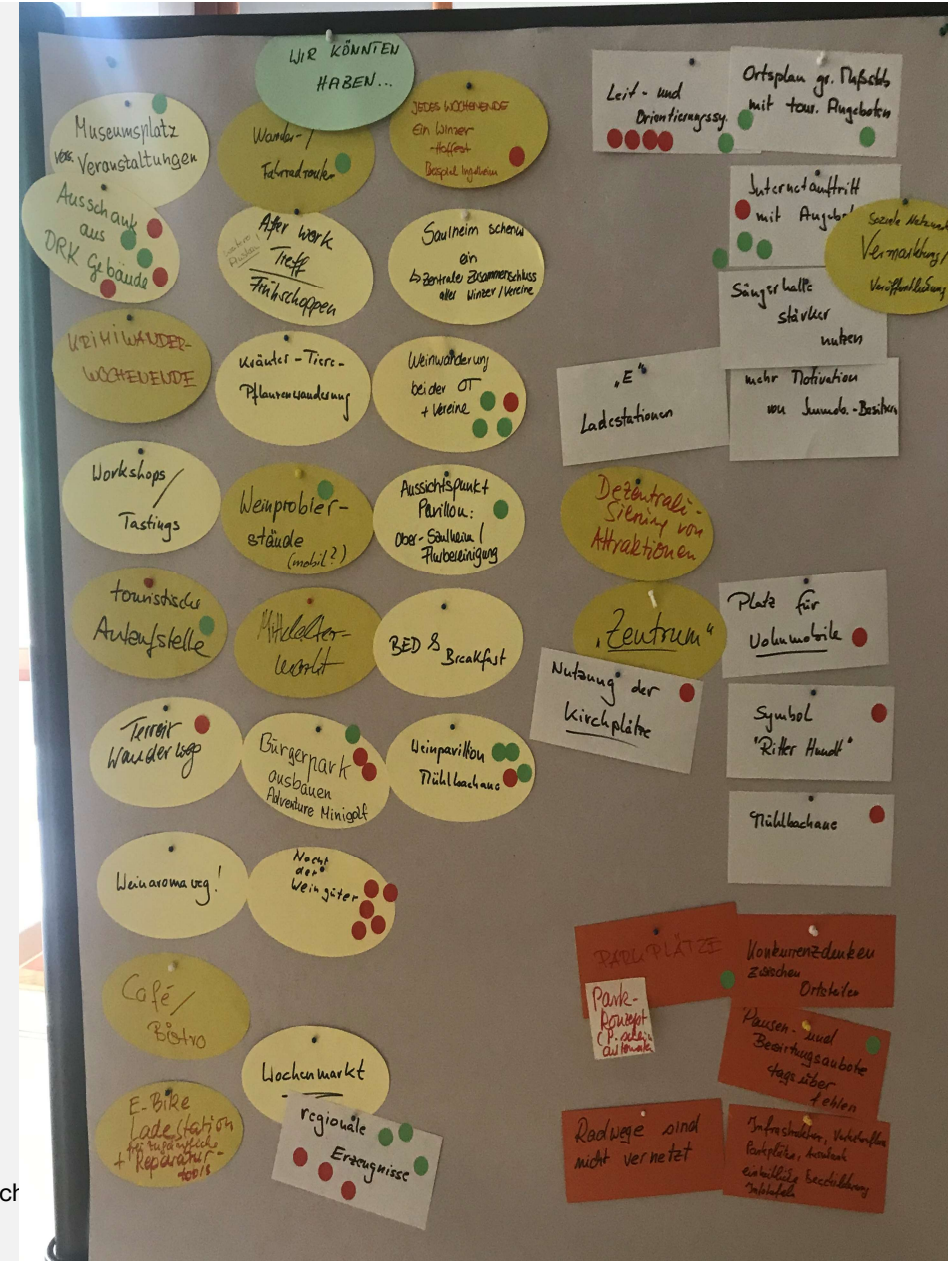 WIR KÖNNTEN
HABEN...
Museumsplatz
Veranstaltungen
Ausschank
aus
DRK Gebäude
KRIMIWANDER-
WOCHENENDE
Workshops/
Tastings
touristische
Anlaufstelle
Terroir
Wanderweg
Weinaromaweg!
Café/
Bistro
E-Bike
Ladestation
+ Reparatur-
tools
Wander-/
Fahrradroute
After work
Treff
Frühschoppen
Kräuter-Tiere-
Pflanzenwanderung
Weinprobier-
stände
(mobil?)
Mittelalter-
markt
Bürgerpark
ausbauen
Adventure Minigolf
Nacht
der
Weingüter
Wochenmarkt
regionale
Erzeugnisse
JEDES WOCHENENDE
Ein Winzer
-Hoffest
Beispiel Ingelheim
Saulheim schenkt
ein
↳ Zentraler Zusammenschluss
aller Winzer/Vereine
Weinwanderung
beider OT
+ Vereine
Aussichtspunkt
Pavillon:
Ober-Saulheim/
Flurbereinigung
BED & Breakfast
Weinpavillon
Mühlbachaue
Leit- und
Orientierungssy.
Ortsplan gr. Maßstab
mit tour. Angeboten
Internetauftritt
mit Angebot
Soziale
Vermarktung/
Veröffentlichung
Sängerhalle
stärker
nutzen
mehr Motivation
von Immob.-Besitzern
„E"
Ladestationen
Dezentrali-
sierung von
Attraktionen
„Zentrum"
Nutzung der
Kirchplätze
Platz für
Wohnmobile
Symbol
"Ritter Hundt"
Mühlbachaue
PARKPLÄTZE
Park-
Konzept
Konkurrenzdenken
zwischen
Ortsteilen
Pausen- und
Bewirtungsangebote
tagsüber
fehlen
Radwege sind
nicht vernetzt
Infrastruktur,
Parkplätze,
einheitliche Beschilderung
Infotafeln
ch